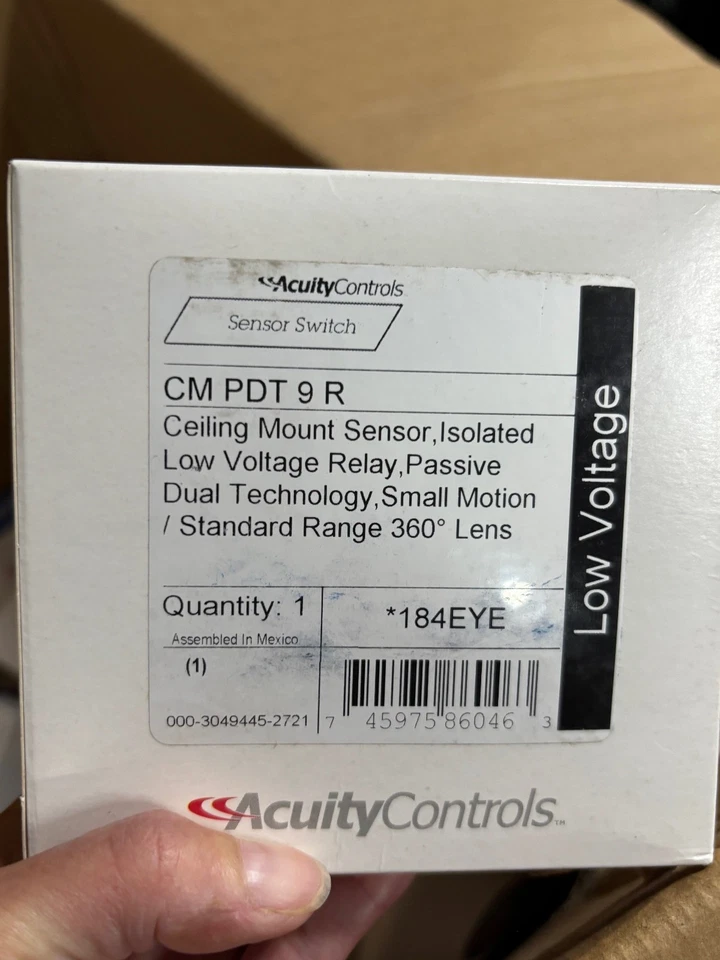 AcuityControls
Sensor Switch
CM PDT 9 R
Ceiling Mount Sensor,Isolated
Low Voltage Relay,Passive
Dual Technology,Small Motion
/ Standard Range 360° Lens
Low Voltage
Quantity: 1
Assembled In Mexico
(1)
000-3049445-2721
*184EYE
7 45975 86046 3
AcuityControls™